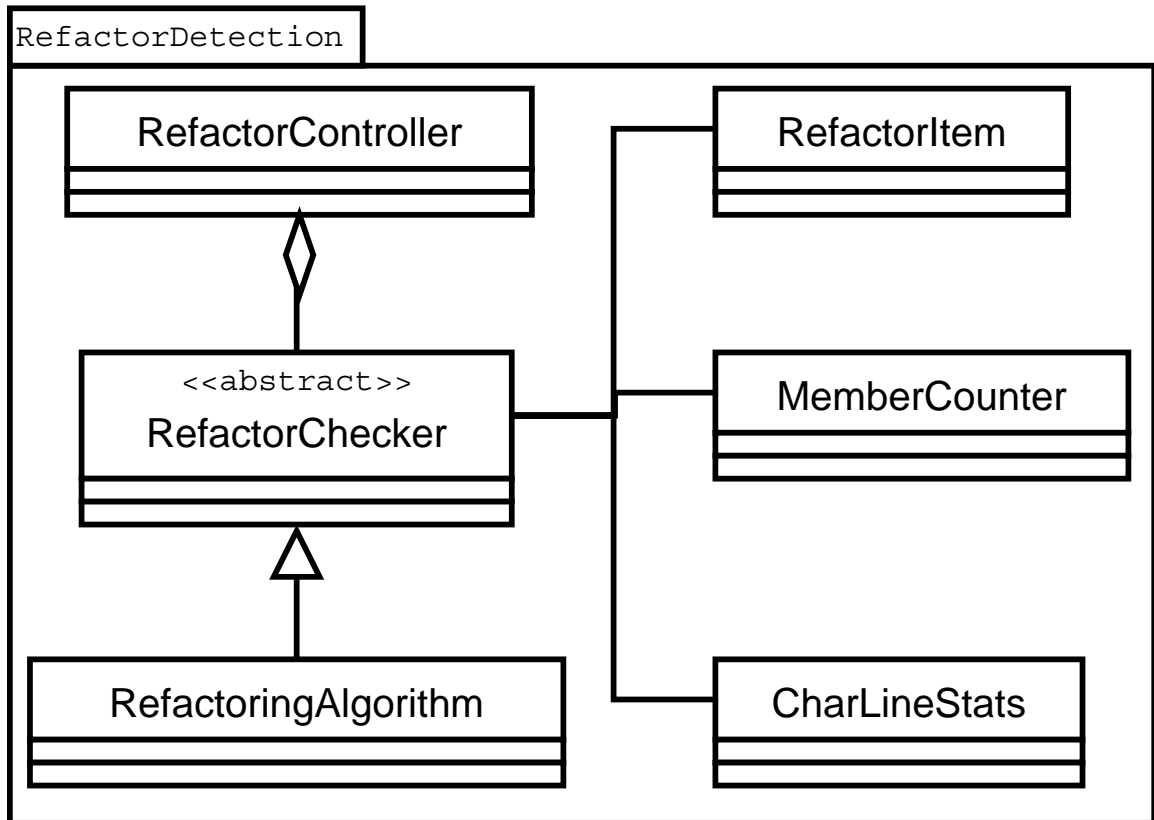 RefactorDetection
RefactorController
RefactorItem
<<abstract>>
RefactorChecker
MemberCounter
RefactoringAlgorithm
CharLineStats